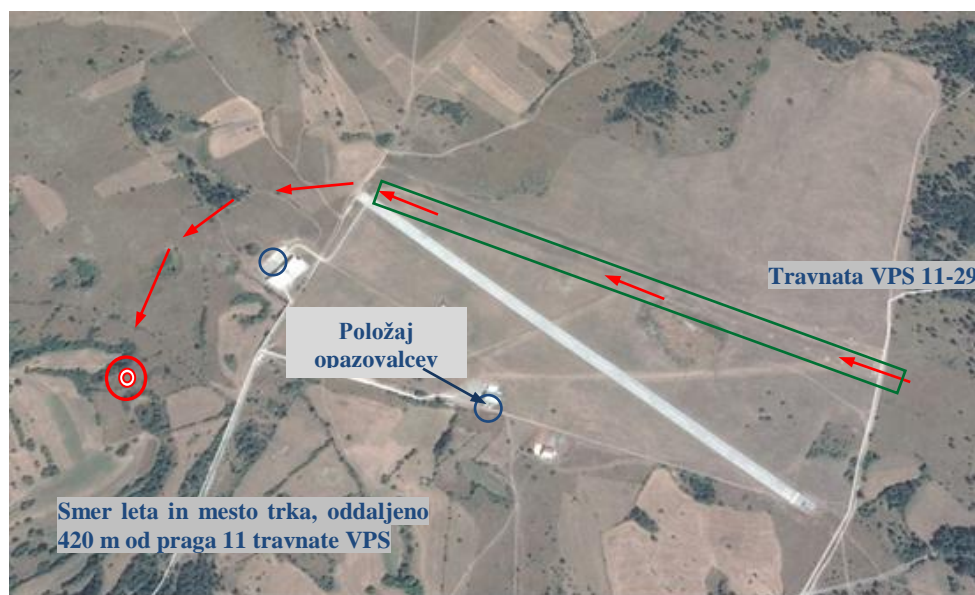 Travnata VPS 11-29
Položaj
opazovalcev
Smer leta in mesto trka, oddaljeno
420 m od praga 11 travnate VPS